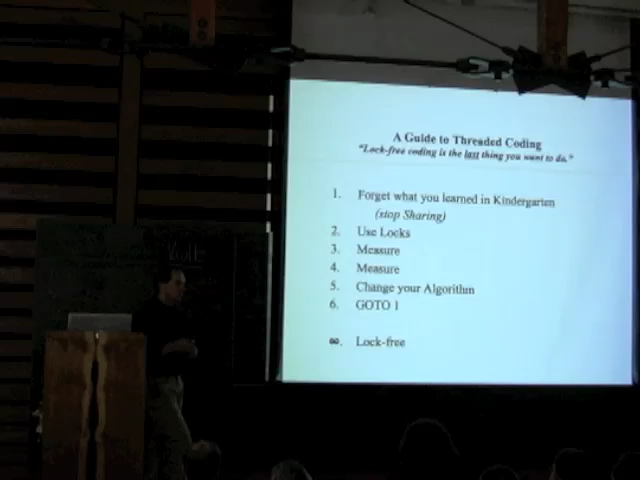 A Guide to Threaded Coding
"Lock-free coding is the last thing you want to do."
1. Forget what you learned in Kindergarten
(stop Sharing)
2. Use Locks
3. Measure
4. Measure
5. Change your Algorithm
6. GOTO 1
∞. Lock-free